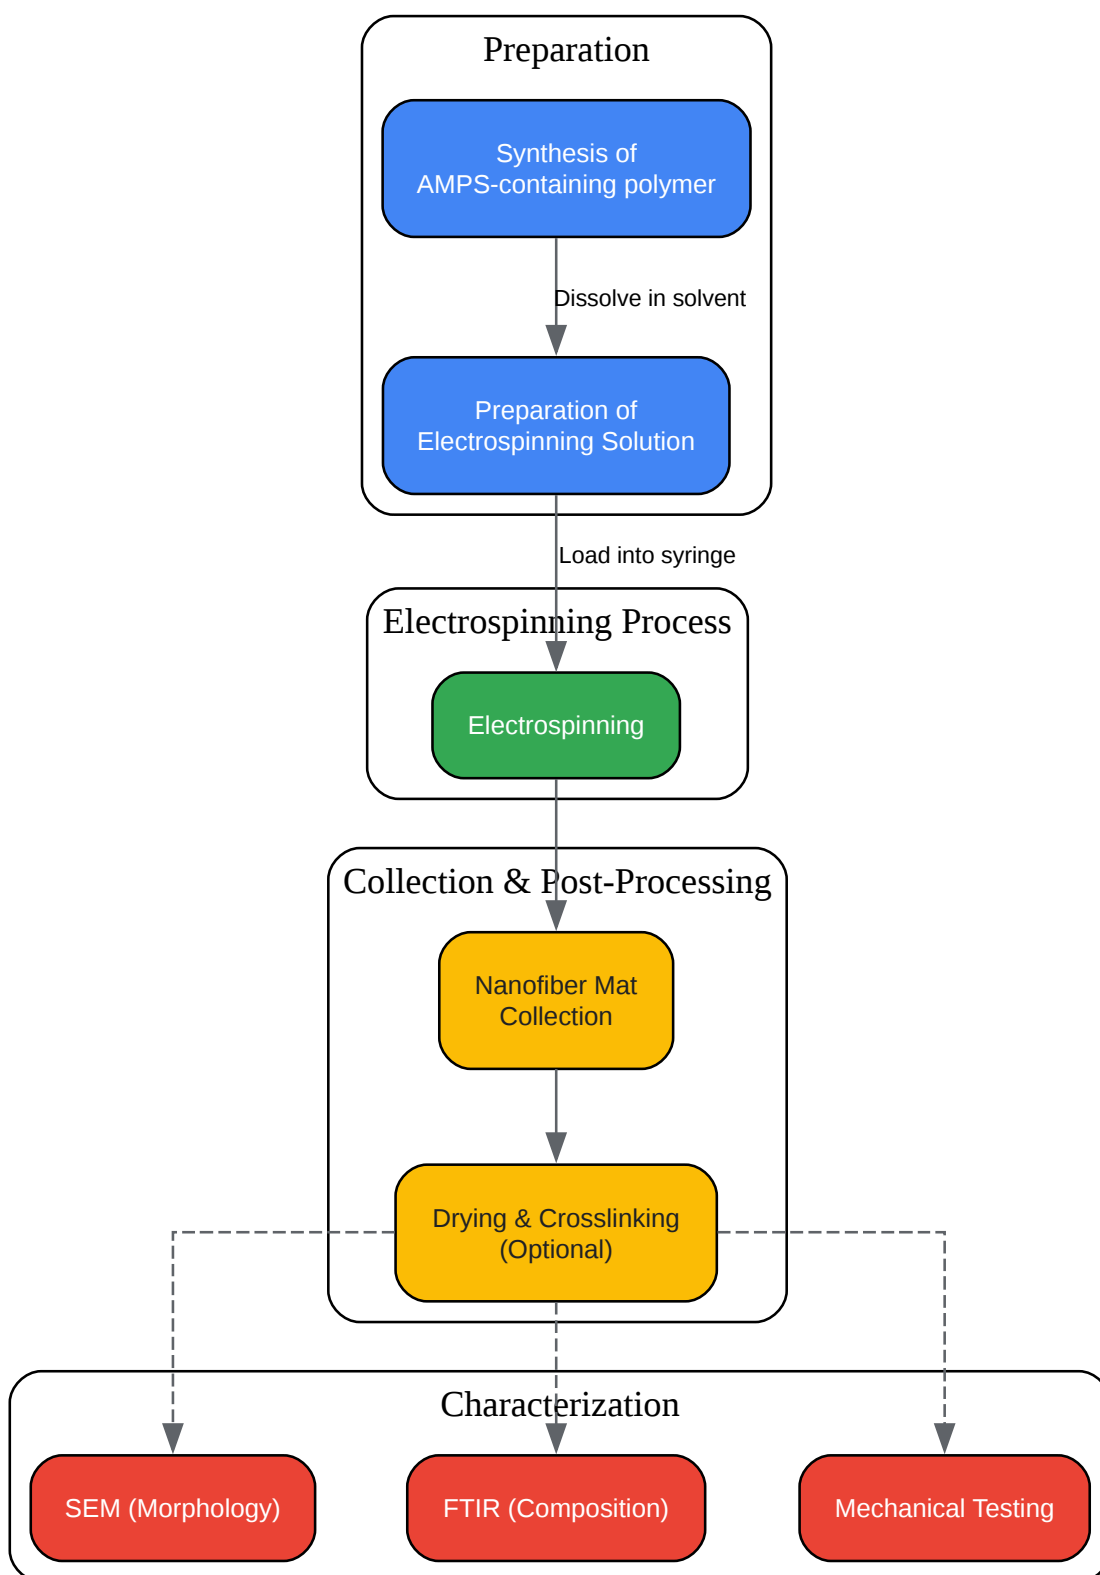 Preparation
Synthesis of
AMPS-containing polymer
Dissolve in solvent
Preparation of
Electrospinning Solution
Load into syringe
Electrospinning Process
Electrospinning
Collection & Post-Processing
Nanofiber Mat
Collection
Drying & Crosslinking
(Optional)
Characterization
SEM (Morphology)
FTIR (Composition)
Mechanical Testing